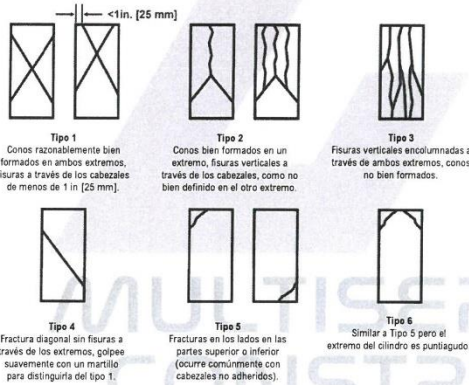 <1in. [25 mm]
Tipo 1
Conos razonablemente bien
formados en ambos extremos,
isuras a través de los cabezales
de menos de 1 in [25 mm].
Tipo 2
Conos bien formados en un
extremo, fisuras verticales a
través de los cabezales, como no
bien definido en el otro extremo.
Tipo 3
Fisuras verticales encolumnadas a
través de ambos extremos, conos
no bien formados.
Tipo 4
Fractura diagonal sin fisuras a
través de los extremos, golpee
suavemente con un martillo
para distinguirla del tipo 1.
Tipo 5
Fracturas en los lados en las
partes superior o inferior
(ocurre comúnmente con
cabezales no adheridos).
Tipo 6
Similar a Tipo 5 pero el
extremo del cilindro es puntiagudo
MULTISE